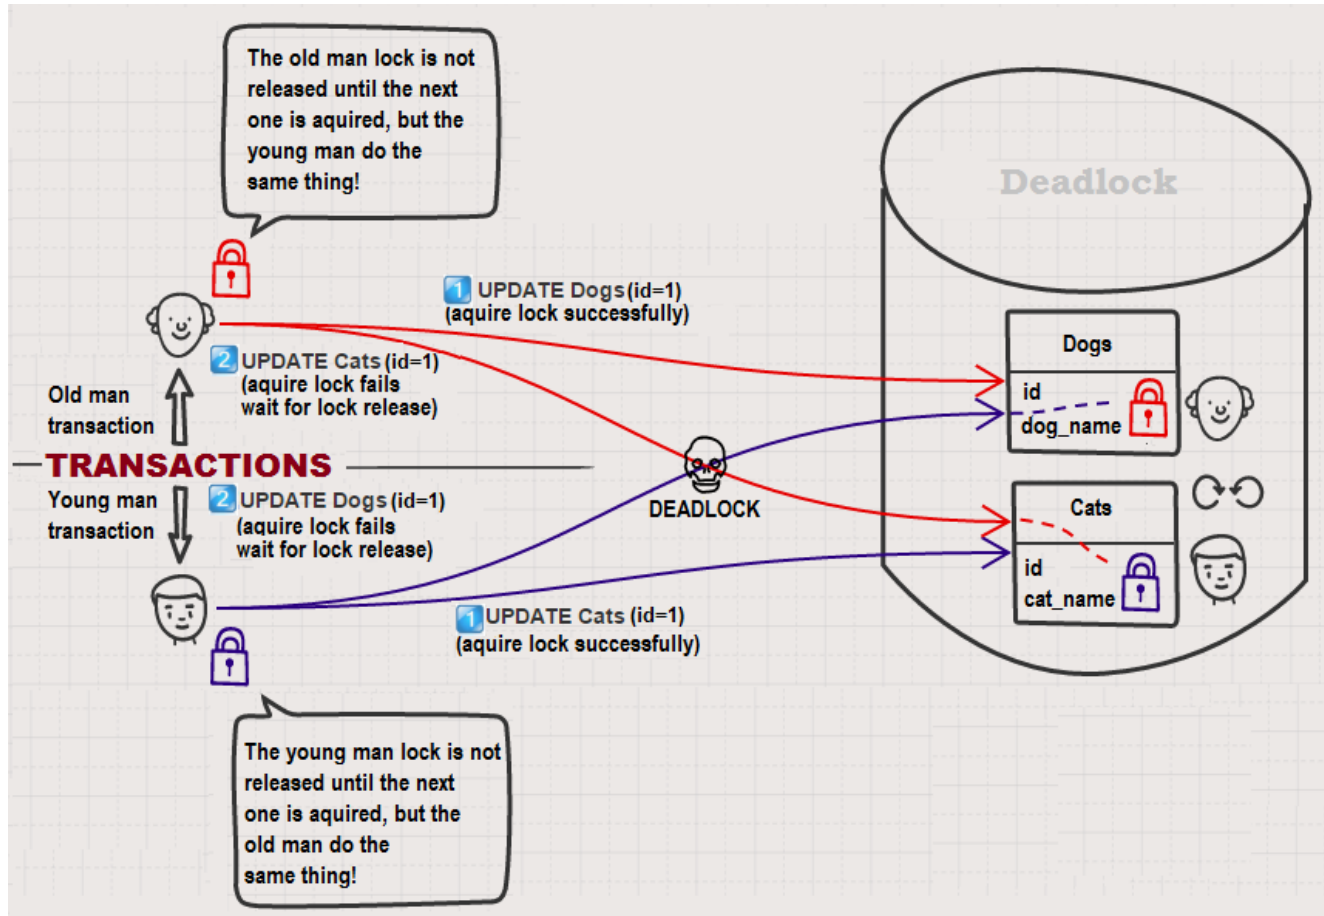 The old man lock is not
released until the next
one is aquired, but the
young man do the
same thing!
Deadlock
1 UPDATE Dogs (id=1)
(aquire lock successfully)
2 UPDATE Cats (id=1)
(aquire lock fails
wait for lock release)
Dogs
id
dog_name
Old man
transaction
TRANSACTIONS
Young man
transaction
2 UPDATE Dogs (id=1)
(aquire lock fails
wait for lock release)
DEADLOCK
Cats
id
cat_name
1 UPDATE Cats (id=1)
(aquire lock successfully)
The young man lock is not
released until the next
one is aquired, but the
old man do the
same thing!